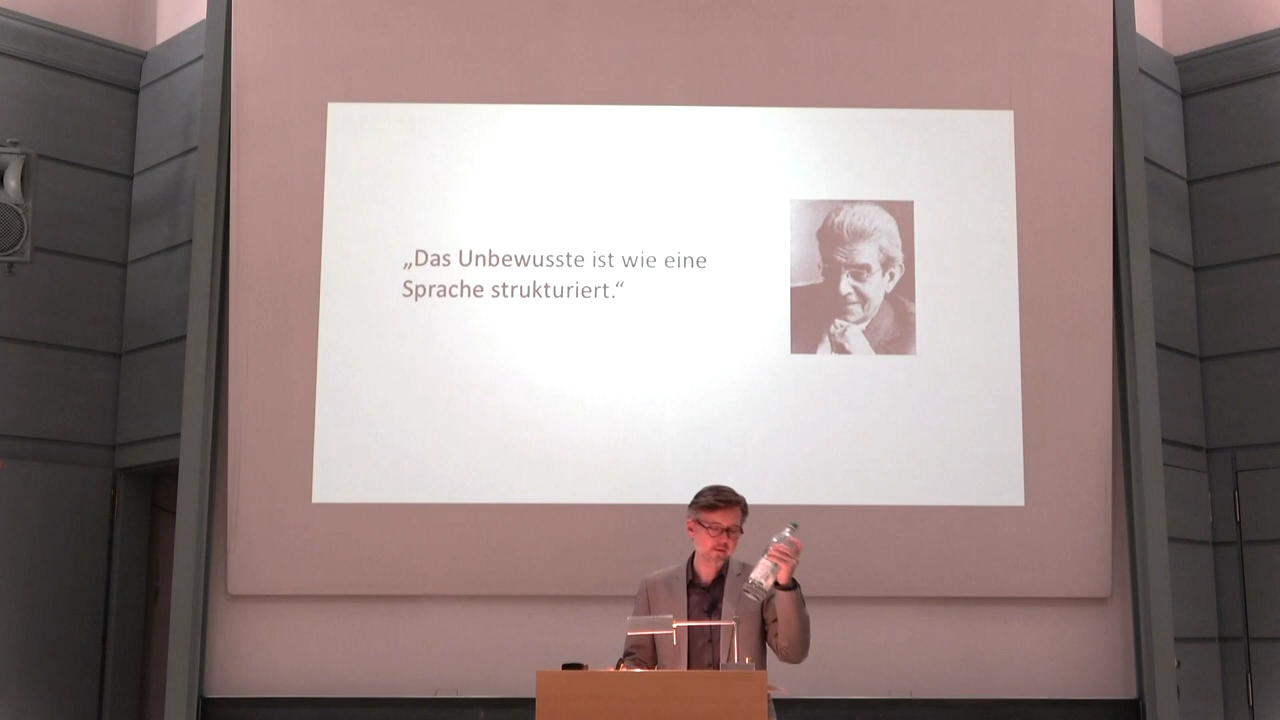 „Das Unbewusste ist wie eine
Sprache strukturiert.“